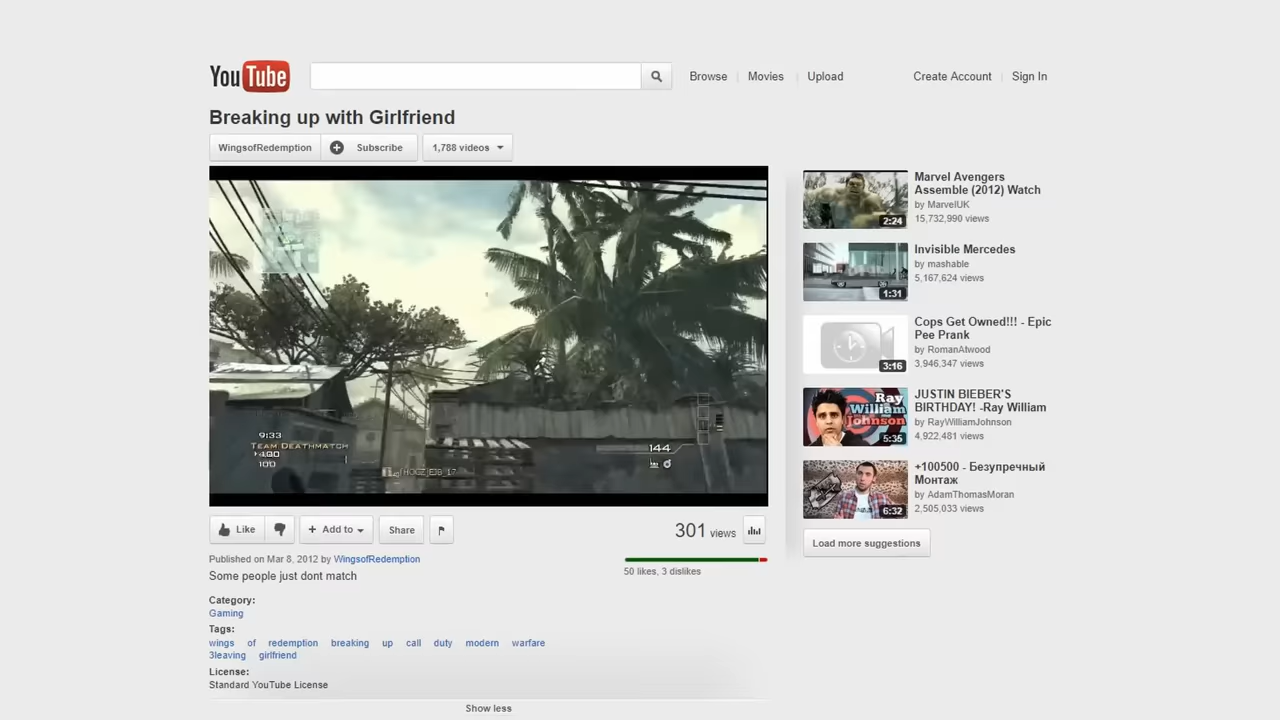 YouTube
Browse
Movies
Upload
Create Account
Sign In
Breaking up with Girlfriend
WingsofRedemption
Subscribe
1,788 videos
9:33
TEAM DEATHMATCH
100
144
Like
Add to
Share
301 views
Published on Mar 8, 2012 by WingsofRedemption
50 likes, 3 dislikes
Some people just dont match
Category:
Gaming
Tags:
wings of redemption breaking up call duty modern warfare
3leaving girlfriend
License:
Standard YouTube License
Show less
Marvel Avengers
Assemble (2012) Watch
by MarvelUK
15,732,990 views
2:24
Invisible Mercedes
by mashable
5,167,624 views
1:31
Cops Get Owned!!! - Epic
Pee Prank
by RomanAtwood
3,946,347 views
3:16
JUSTIN BIEBER'S
BIRTHDAY! -Ray William
by RayWilliamJohnson
4,922,481 views
Ray
William
Johnson
5:35
+100500 - Безупречный
Монтаж
by AdamThomasMoran
2,505,033 views
6:32
Load more suggestions